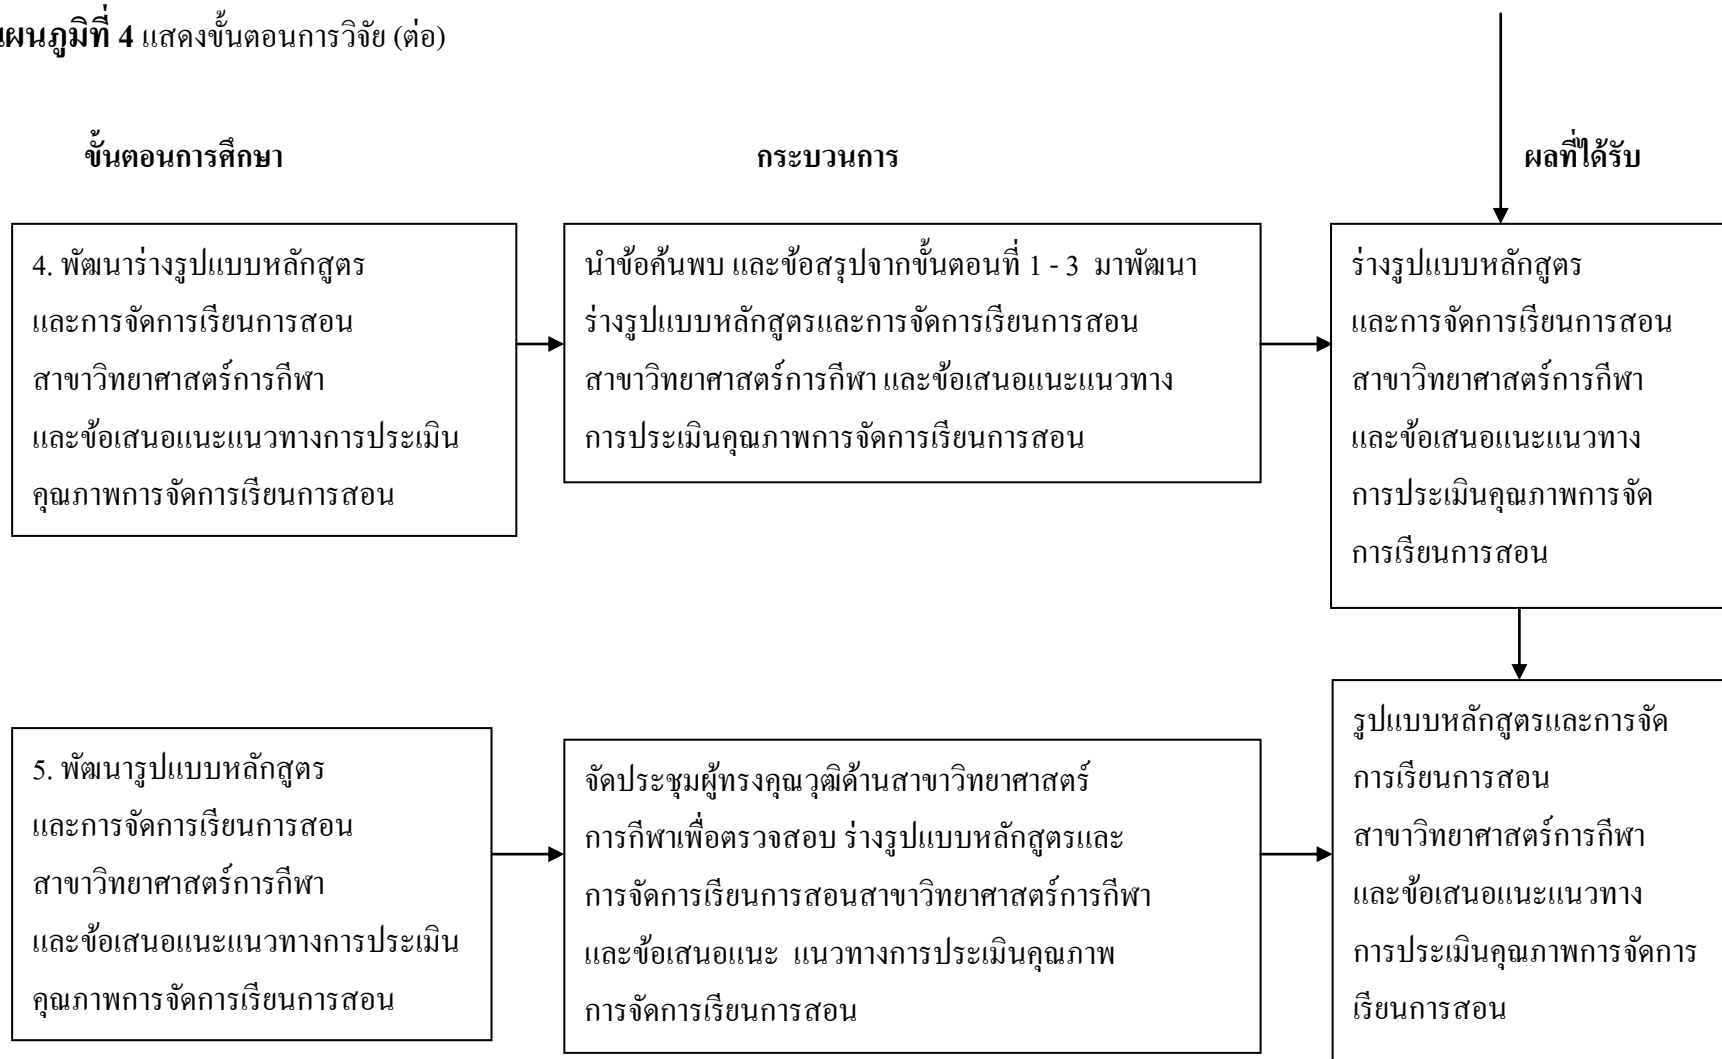 แผนภูมิที่ 4 แสดงขั้นตอนการวิจัย (ต่อ)
ขั้นตอนการศึกษา
กระบวนการ
ผลที่ได้รับ
4. พัฒนาร่างรูปแบบหลักสูตร
และการจัดการเรียนการสอน
สาขาวิทยาศาสตร์การกีฬา
และข้อเสนอแนะแนวทางการประเมิน
คุณภาพการจัดการเรียนการสอน
นำข้อค้นพบ และข้อสรุปจากขั้นตอนที่ 1 - 3 มาพัฒนา
ร่างรูปแบบหลักสูตรและการจัดการเรียนการสอน
สาขาวิทยาศาสตร์การกีฬา และข้อเสนอแนะแนวทาง
การประเมินคุณภาพการจัดการเรียนการสอน
ร่างรูปแบบหลักสูตร
และการจัดการเรียนการสอน
สาขาวิทยาศาสตร์การกีฬา
และข้อเสนอแนะแนวทาง
การประเมินคุณภาพการจัด
การเรียนการสอน
5. พัฒนารูปแบบหลักสูตร
และการจัดการเรียนการสอน
สาขาวิทยาศาสตร์การกีฬา
และข้อเสนอแนะแนวทางการประเมิน
คุณภาพการจัดการเรียนการสอน
จัดประชุมผู้ทรงคุณวุฒิด้านสาขาวิทยาศาสตร์
การกีฬาเพื่อตรวจสอบ ร่างรูปแบบหลักสูตรและ
การจัดการเรียนการสอนสาขาวิทยาศาสตร์การกีฬา
และข้อเสนอแนะ แนวทางการประเมินคุณภาพ
การจัดการเรียนการสอน
รูปแบบหลักสูตรและการจัด
การเรียนการสอน
สาขาวิทยาศาสตร์การกีฬา
และข้อเสนอแนะแนวทาง
การประเมินคุณภาพการจัดการ
เรียนการสอน